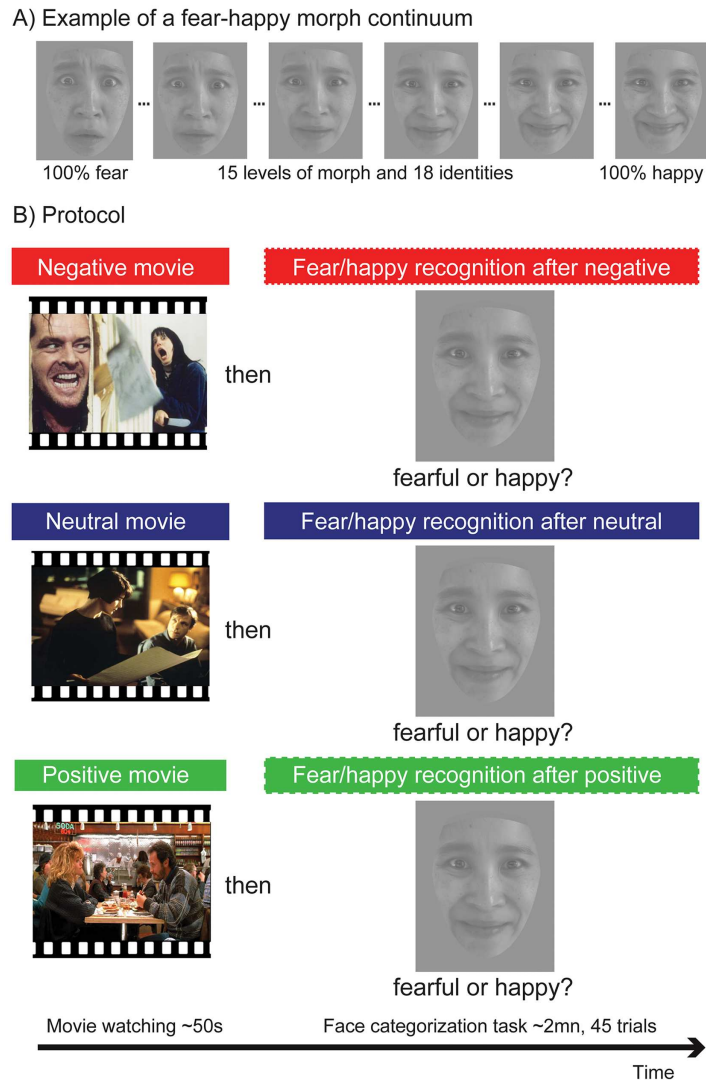 A) Example of a fear-happy morph continuum
... ... ... ... ...
100% fear 15 levels of morph and 18 identities 100% happy
B) Protocol
Negative movie Fear/happy recognition after negative
then
fearful or happy?
Neutral movie Fear/happy recognition after neutral
then
fearful or happy?
Positive movie Fear/happy recognition after positive
SODA
then
fearful or happy?
Movie watching ~50s Face categorization task ~2mn, 45 trials
Time